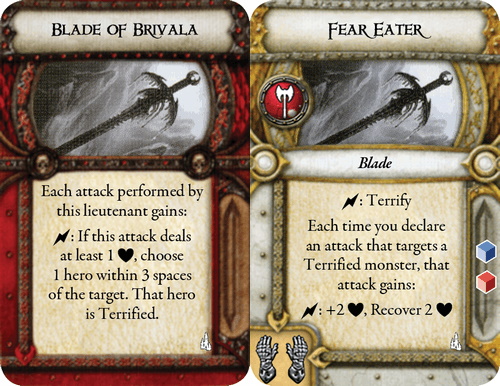 Blade of Brivala
Each attack performed by
this lieutenant gains:
: If this attack deals
at least 1 ♥, choose
1 hero within 3 spaces
of the target. That hero
is Terrified.
Fear Eater
Blade
: Terrify
Each time you declare
an attack that targets a
Terrified monster, that
attack gains:
: +2 ♥, Recover 2 ♥